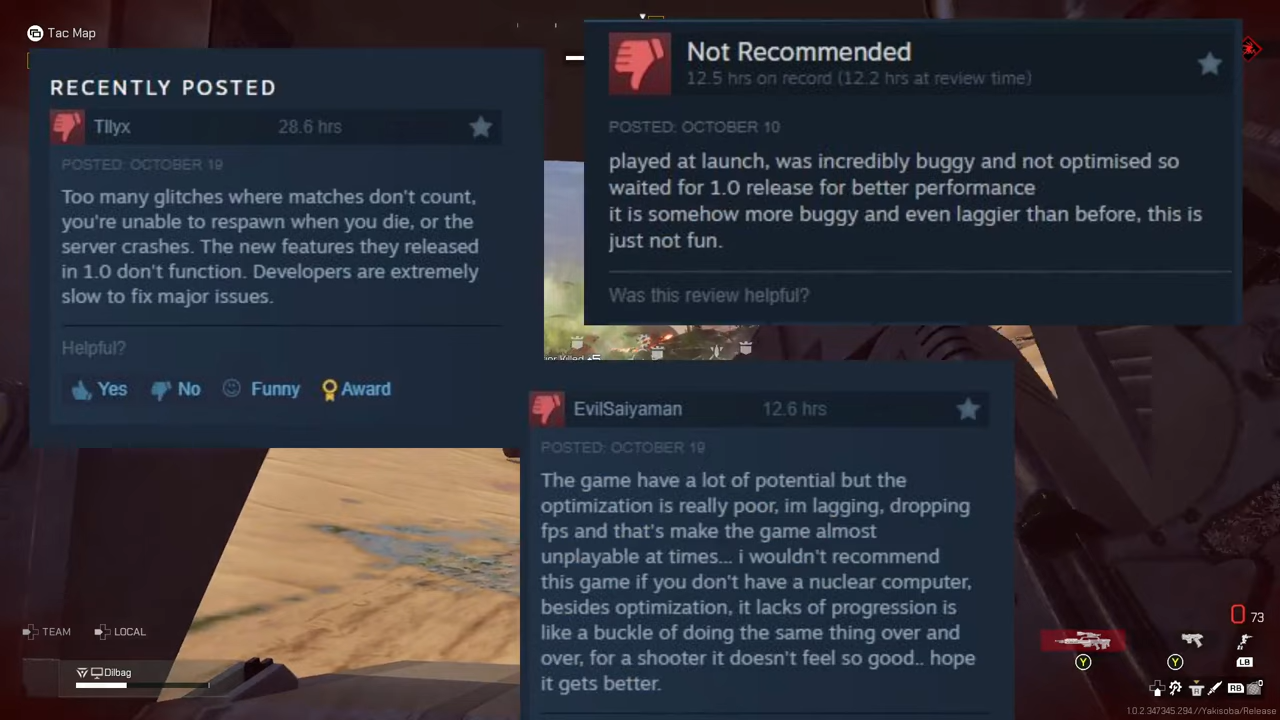 Tac Map
RECENTLY POSTED
Tllyx 28.6 hrs
POSTED: OCTOBER 19
Too many glitches where matches don't count,
you're unable to respawn when you die, or the
server crashes. The new features they released
in 1.0 don't function. Developers are extremely
slow to fix major issues.
Helpful?
Yes No Funny Award
Not Recommended
12.5 hrs on record (12.2 hrs at review time)
POSTED: OCTOBER 10
played at launch, was incredibly buggy and not optimised so
waited for 1.0 release for better performance
it is somehow more buggy and even laggier than before, this is
just not fun.
Was this review helpful?
EvilSaiyaman 12.6 hrs
POSTED: OCTOBER 19
The game have a lot of potential but the
optimization is really poor, im lagging, dropping
fps and that's make the game almost
unplayable at times... i wouldn't recommend
this game if you don't have a nuclear computer,
besides optimization, it lacks of progression is
like a buckle of doing the same thing over and
over, for a shooter it doesn't feel so good.. hope
it gets better.
TEAM LOCAL
Dilbag
73
Y Y LB
RB
1.0.2.347345.294//Yakisoba/Release